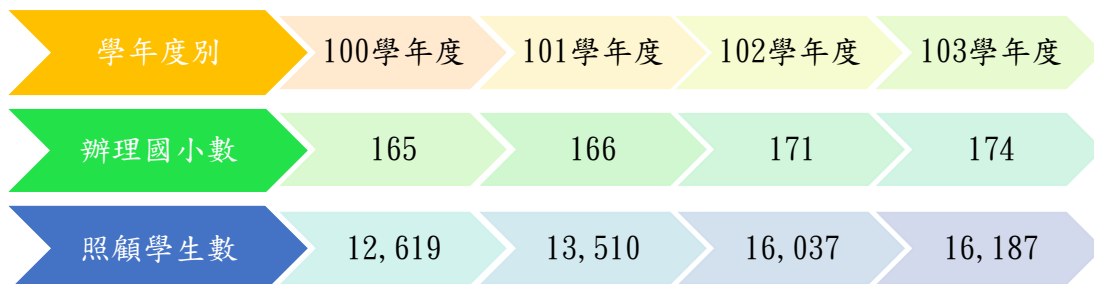 學年度別 100學年度 101學年度 102學年度 103學年度
辦理國小數 165 166 171 174
照顧學生數 12,619 13,510 16,037 16,187